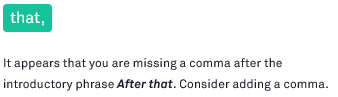 that,
It appears that you are missing a comma after the
introductory phrase After that. Consider adding a comma.